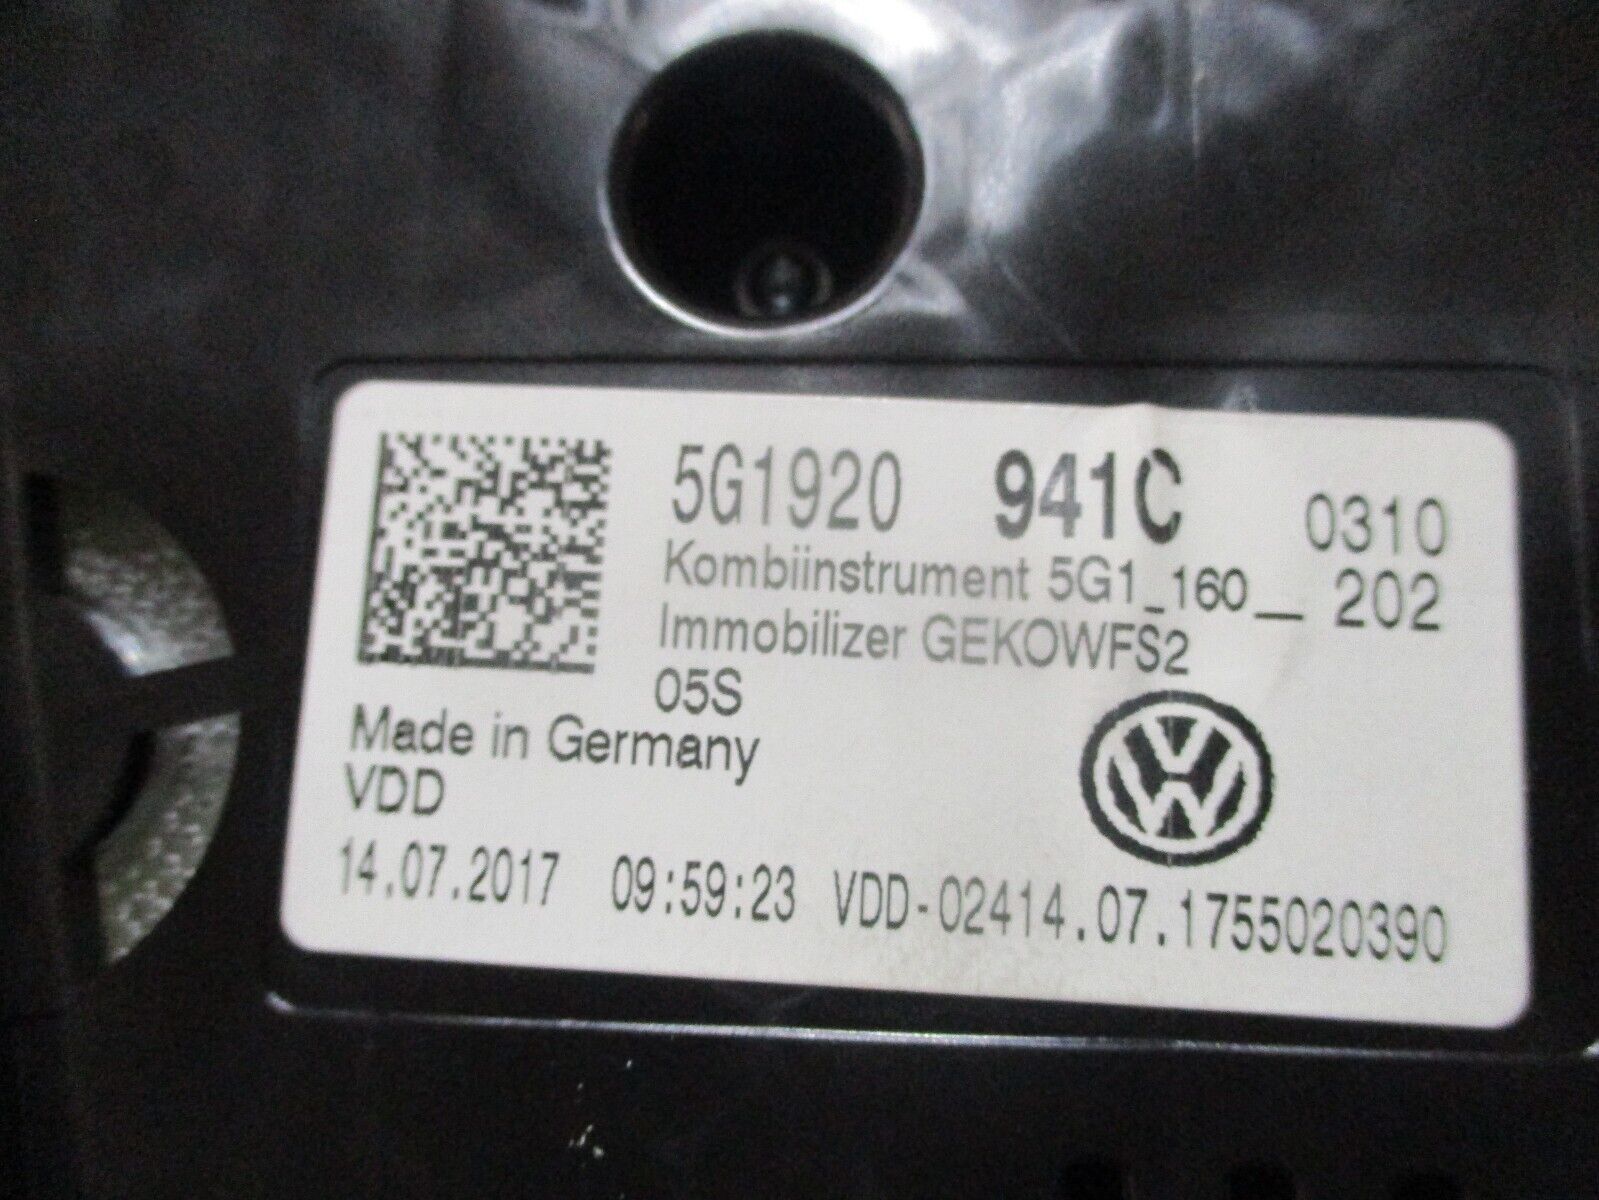 5G1920 941C 0310
Kombiinstrument 5G1_160__ 202
Immobilizer GEKOWFS2
05S
Made in Germany
VDD
14.07.2017 09:59:23 VDD-02414.07.1755020390